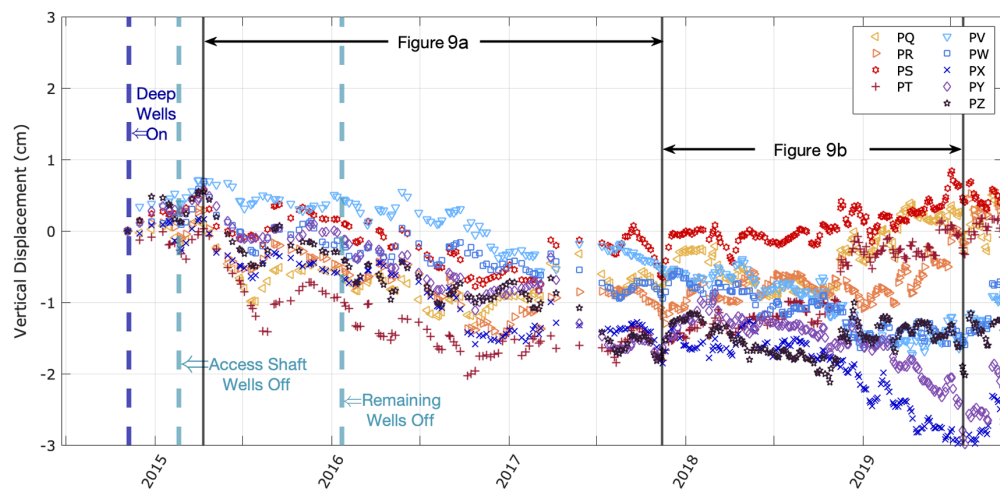 3
2
1
0
-1
-2
-3
Vertical Displacement (cm)
Figure 9a
Deep
Wells
⇐On
Figure 9b
⇐Access Shaft
Wells Off
⇐Remaining
Wells Off
PQ
PR
PS
PT
PV
PW
PX
PY
PZ
2015
2016
2017
2018
2019